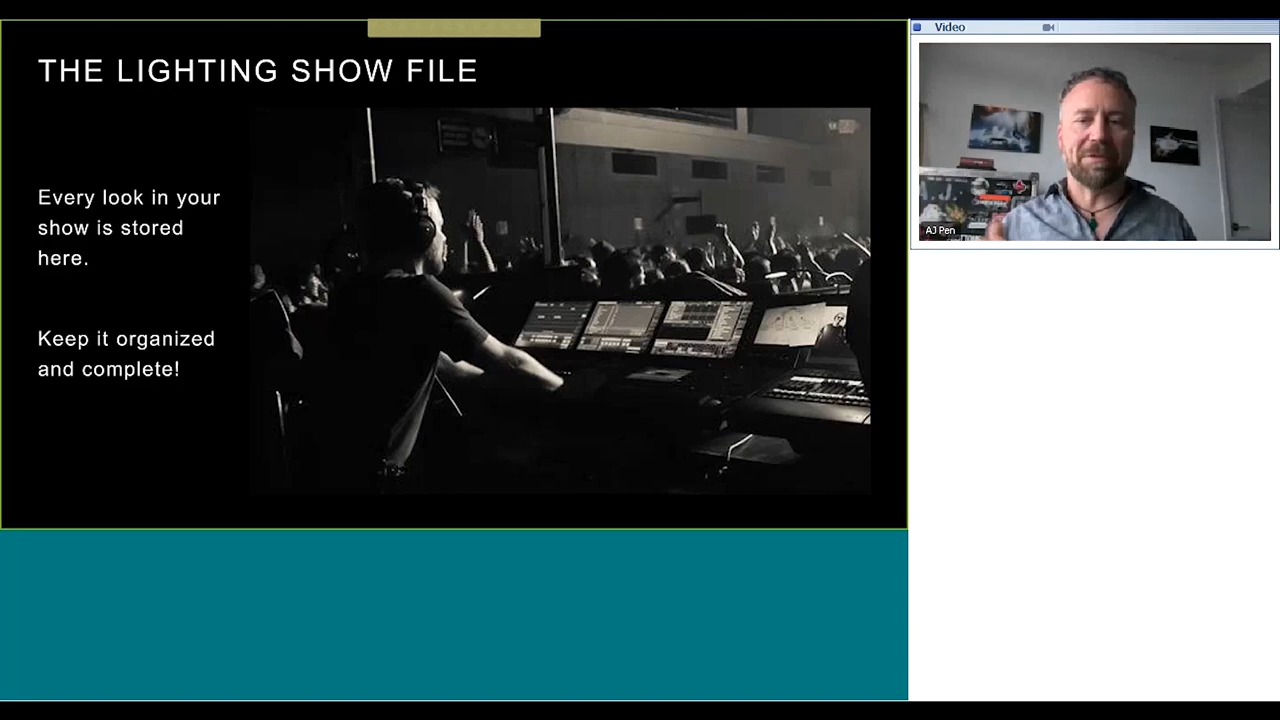 THE LIGHTING SHOW FILE
Every look in your
show is stored
here.
Keep it organized
and complete!
Video
AJ Pen